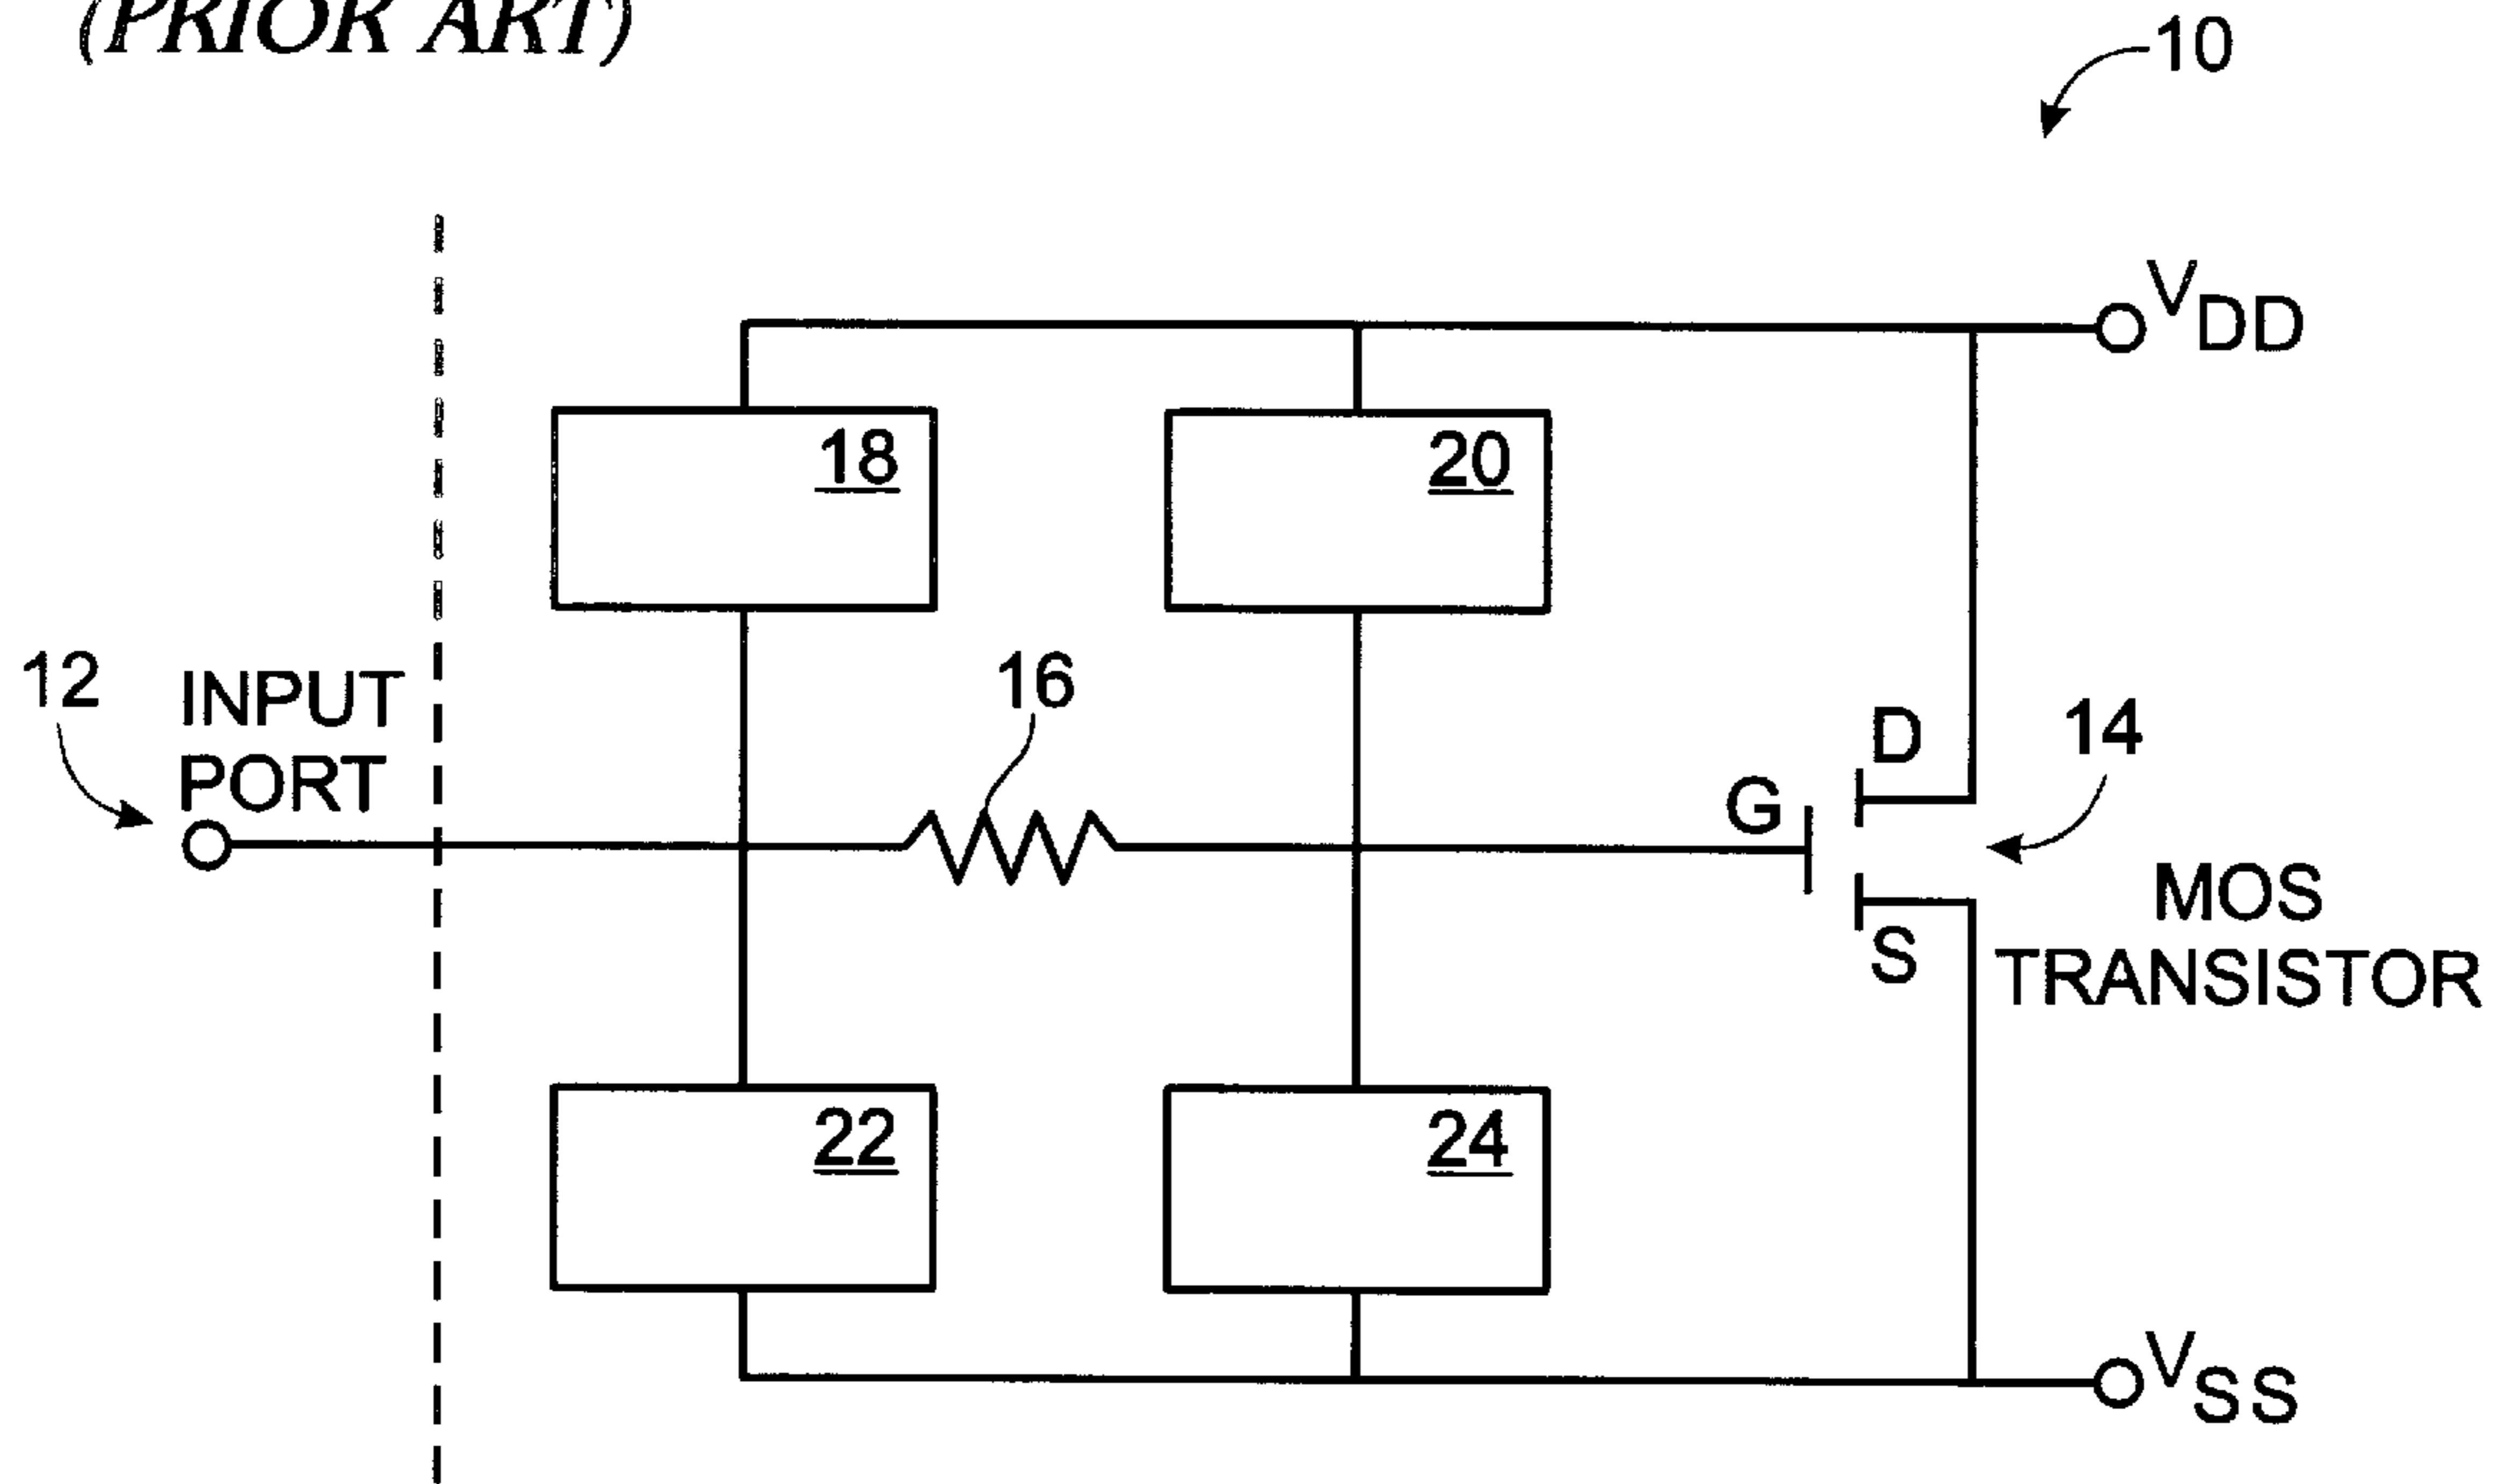 (PRIOR ART)
10
VDD
18
20
12
INPUT
PORT
16
D
14
G
MOS
TRANSISTOR
S
22
24
VSS